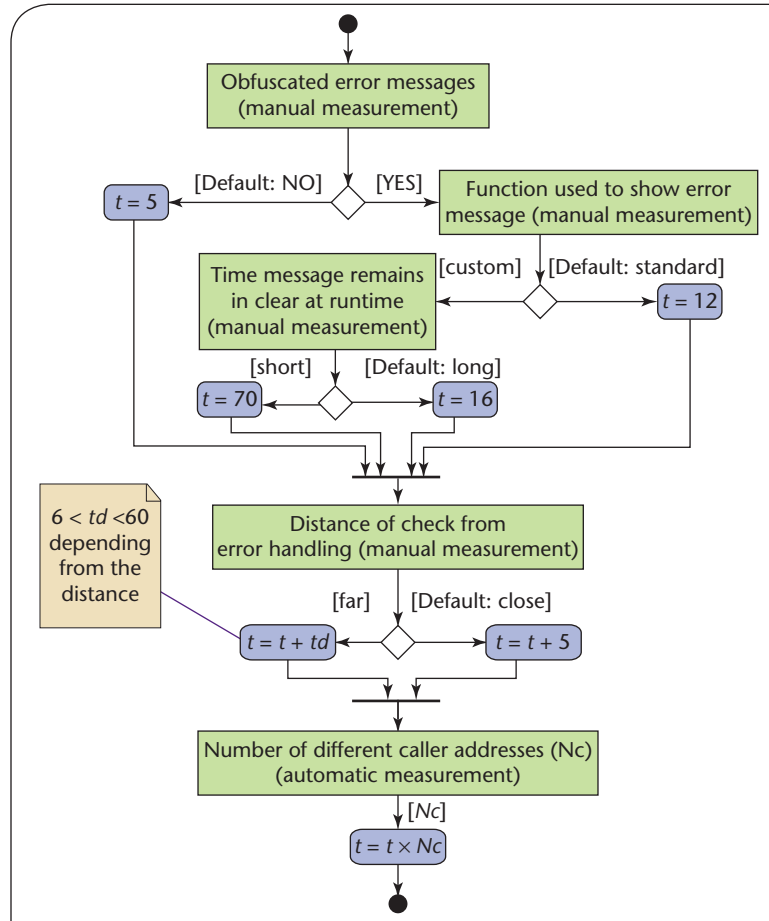 Obfuscated error messages
(manual measurement)
[Default: NO]
[YES]
t = 5
Function used to show error
message (manual measurement)
Time message remains
in clear at runtime
(manual measurement)
[custom]
[Default: standard]
t = 12
[short]
[Default: long]
t = 70
t = 16
6 < td <60
depending
from the
distance
Distance of check from
error handling (manual measurement)
[far]
[Default: close]
t = t + td
t = t + 5
Number of different caller addresses (Nc)
(automatic measurement)
[Nc]
t = t × Nc